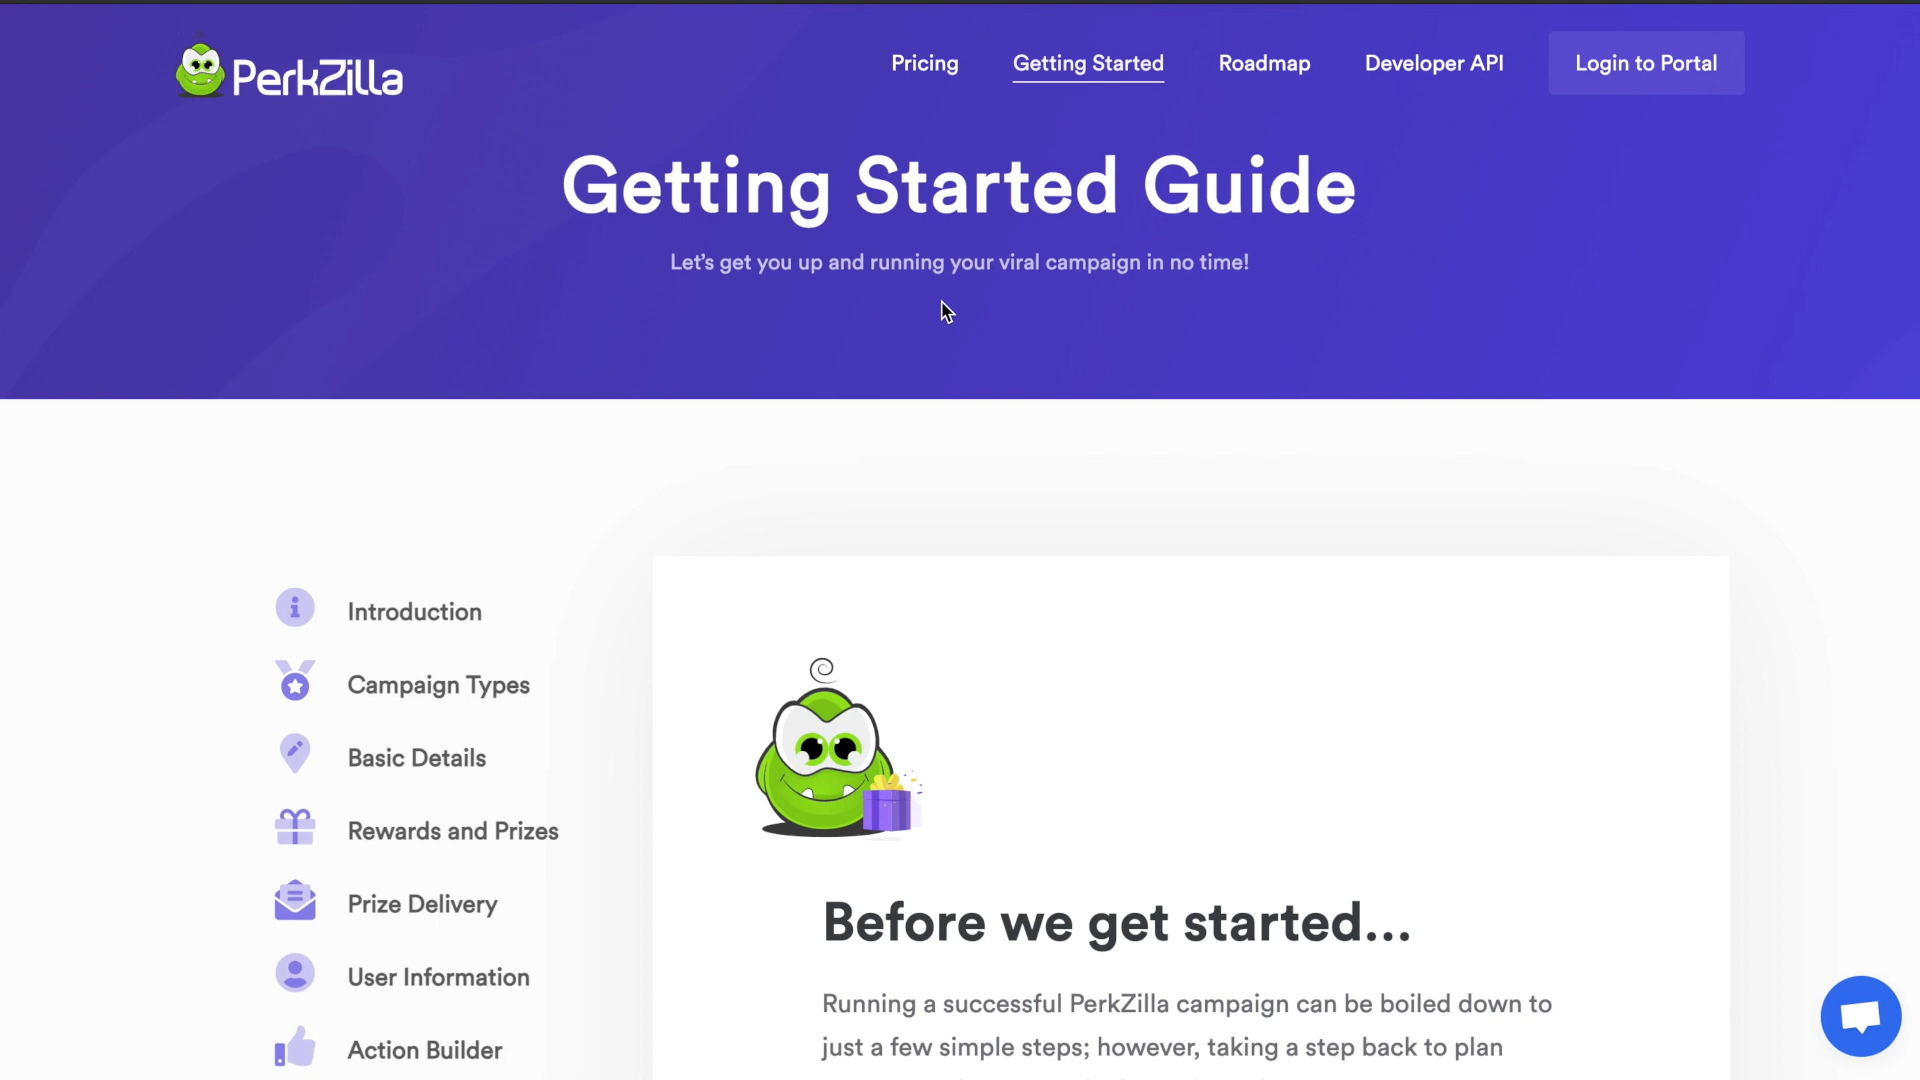 PerkZilla
Pricing
Getting Started
Roadmap
Developer API
Login to Portal
Getting Started Guide
Let's get you up and running your viral campaign in no time!
Introduction
Campaign Types
Basic Details
Rewards and Prizes
Prize Delivery
User Information
Action Builder
Before we get started...
Running a successful PerkZilla campaign can be boiled down to
just a few simple steps; however, taking a step back to plan